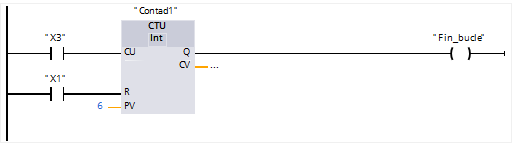 "Contad1"
"X3"
CTU
Int
"Fin_bucle"
CU
Q
CV
...
"X1"
R
6
PV